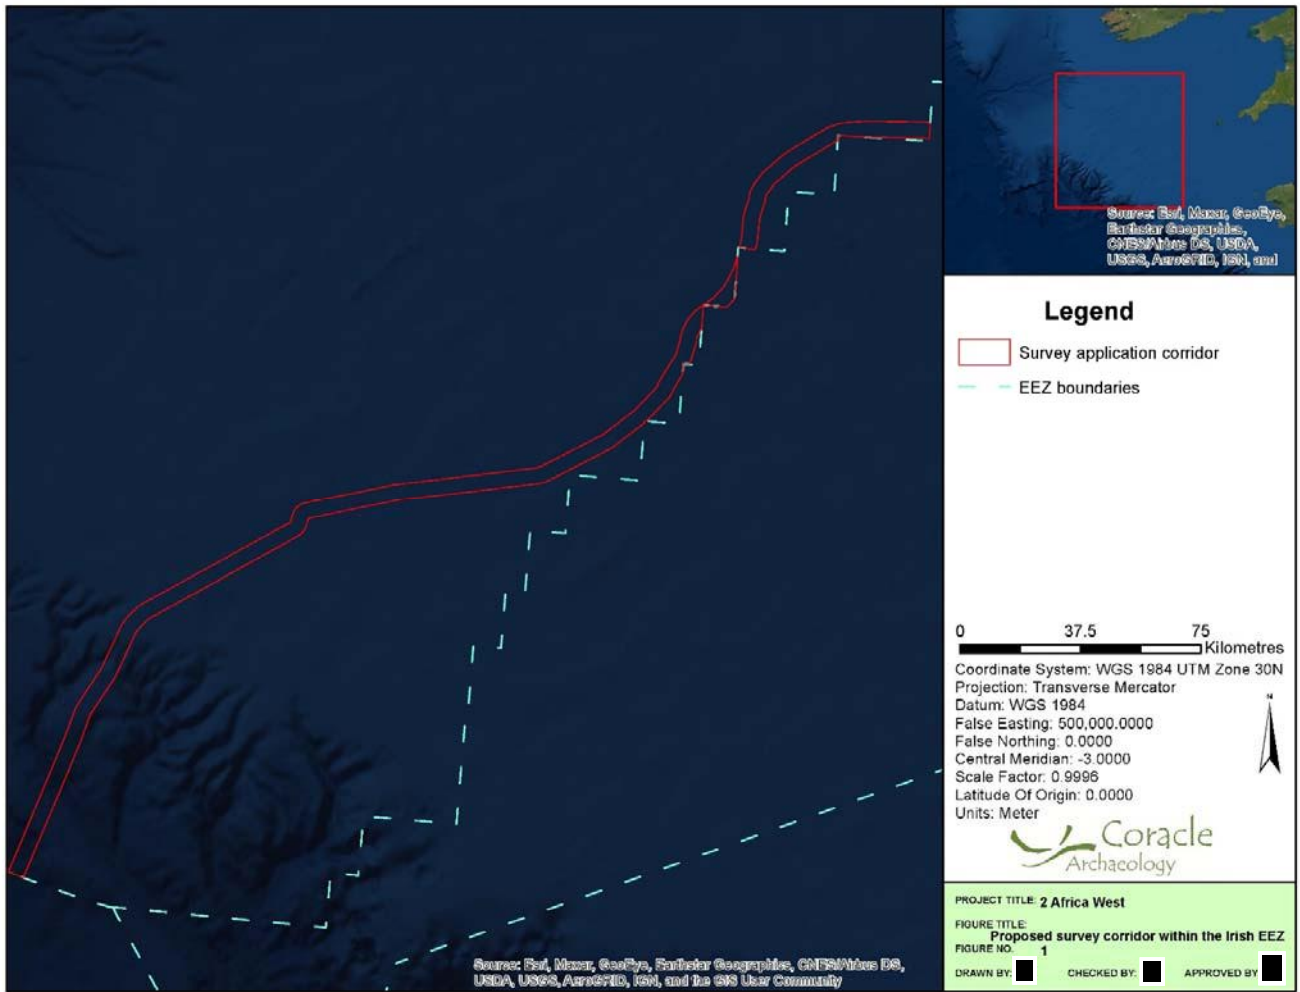 Source: Esri, Maxar, GeoEye,
Earthstar Geographics,
CNES/Airbus DS, USDA,
USGS, AeroGRID, IGN, and
Legend
Survey application corridor
EEZ boundaries
0 37.5 75
Kilometres
Coordinate System: WGS 1984 UTM Zone 30N
Projection: Transverse Mercator
Datum: WGS 1984
False Easting: 500,000.0000
False Northing: 0.0000
Central Meridian: -3.0000
Scale Factor: 0.9996
Latitude Of Origin: 0.0000
Units: Meter
N
Coracle
Archaeology
PROJECT TITLE: 2 Africa West
FIGURE TITLE:
Proposed survey corridor within the Irish EEZ
FIGURE NO. 1
DRAWN BY: CHECKED BY: APPROVED BY
Source: Esri, Maxar, GeoEye, Earthstar Geographics, CNES/Airbus DS,
USDA, USGS, AeroGRID, IGN, and the GIS User Community